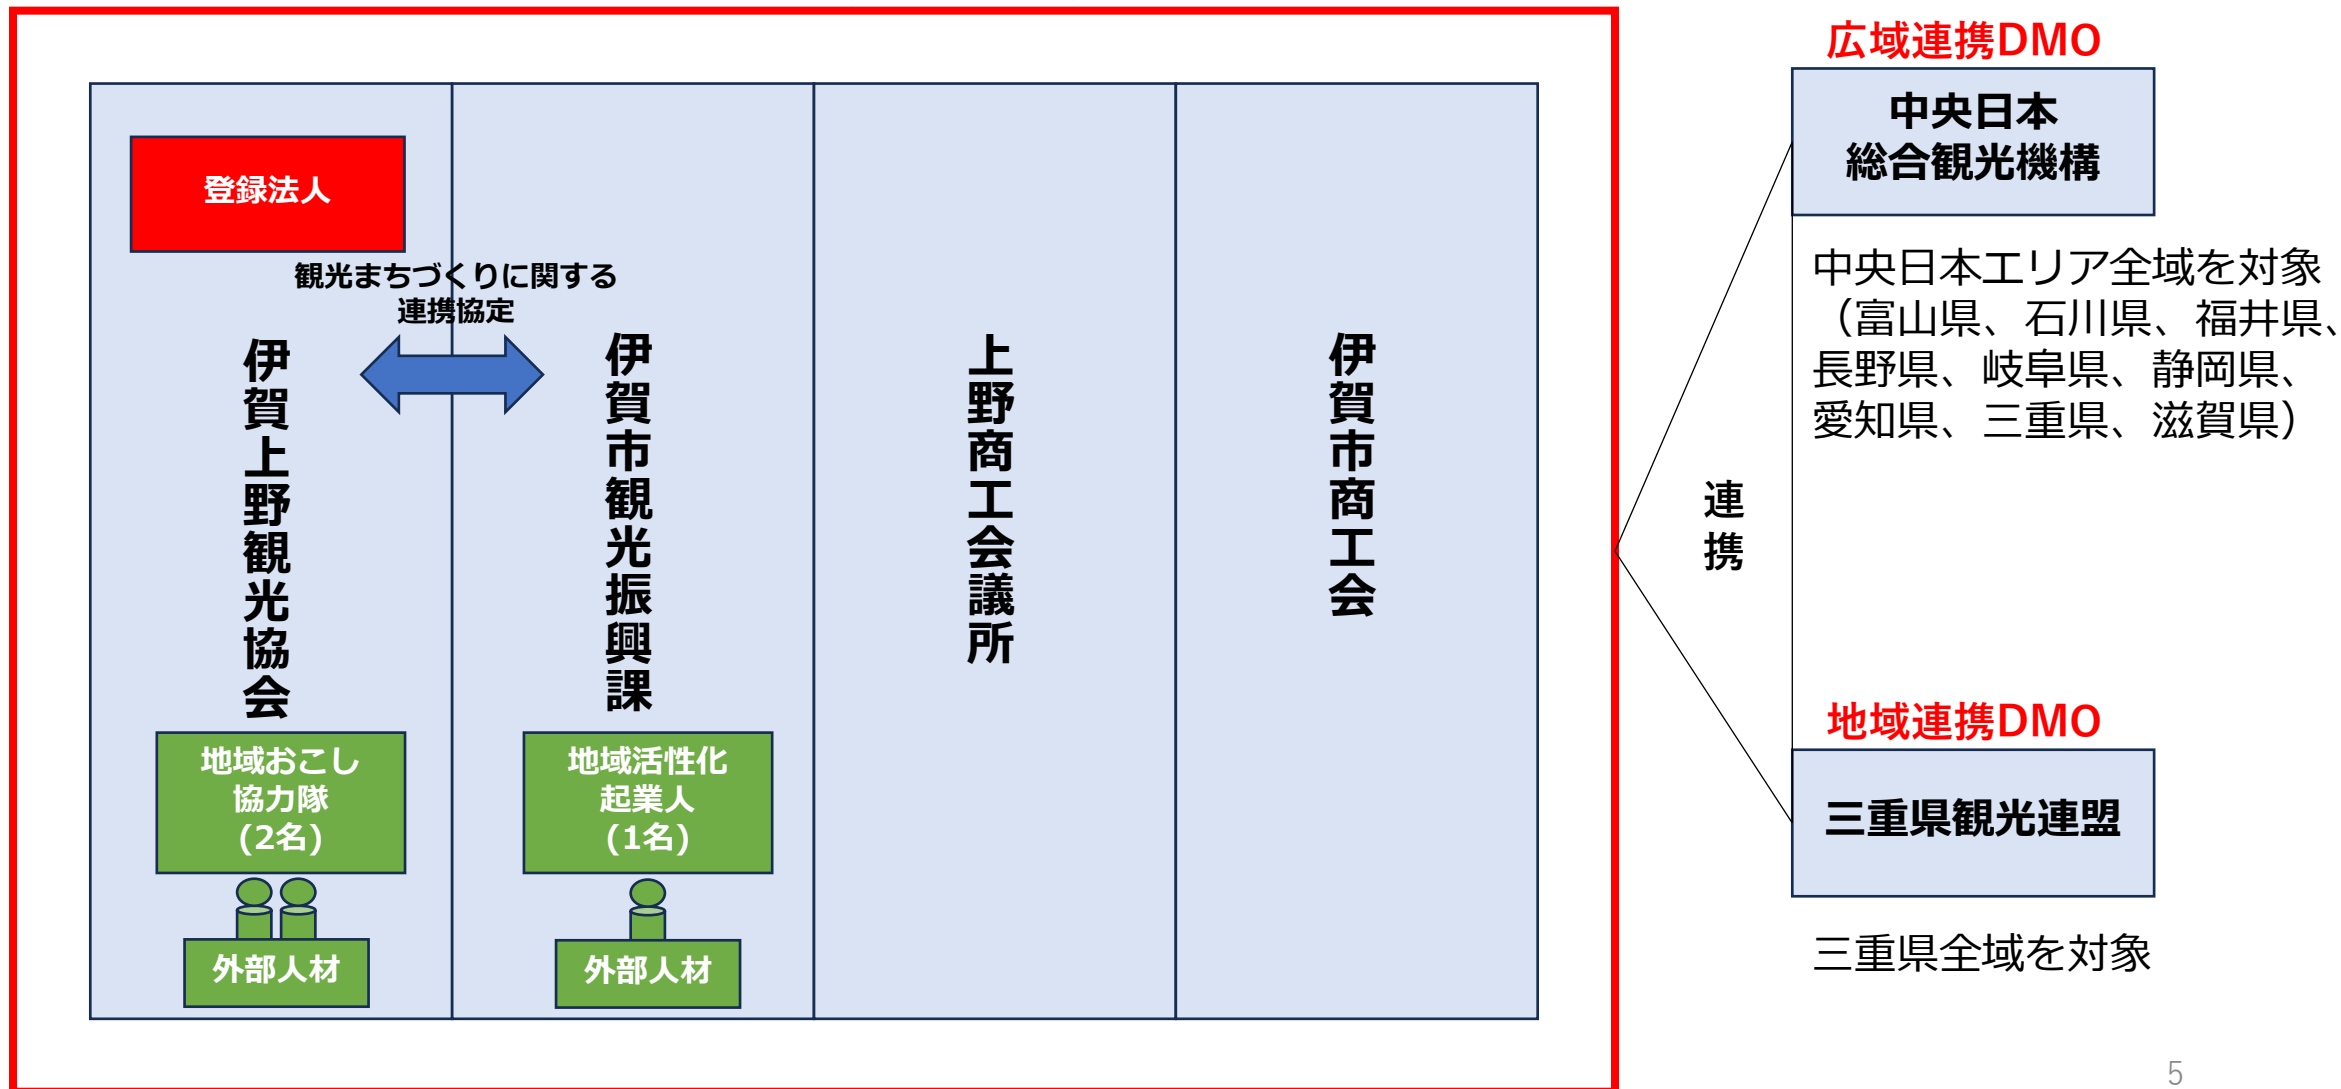 登録法人
観光まちづくりに関する
連携協定
伊賀上野観光協会
伊賀市観光振興課
上野商工会議所
伊賀市商工会
地域おこし
協力隊
(2名)
外部人材
地域活性化
起業人
(1名)
外部人材
連携
広域連携DMO
中央日本
総合観光機構
中央日本エリア全域を対象
（富山県、石川県、福井県、
長野県、岐阜県、静岡県、
愛知県、三重県、滋賀県）
地域連携DMO
三重県観光連盟
三重県全域を対象
5